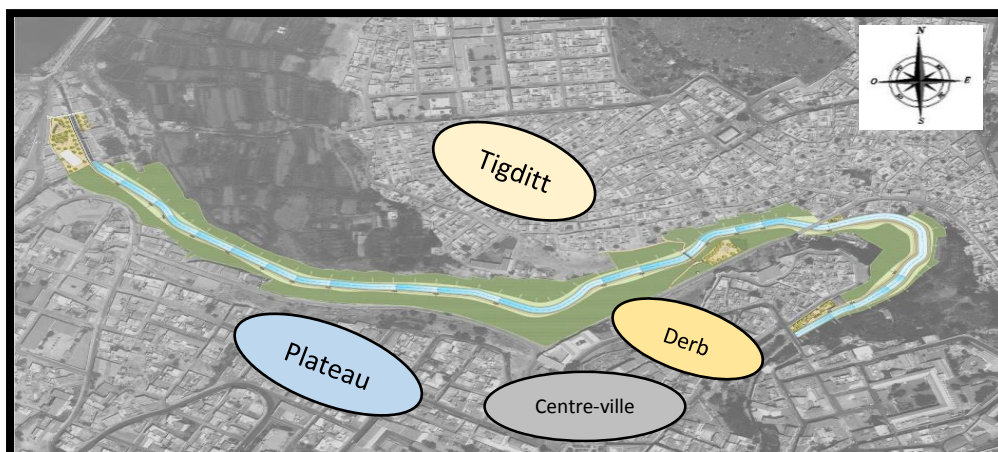 N
O
E
S
Tigditt
Derb
Plateau
Centre-ville